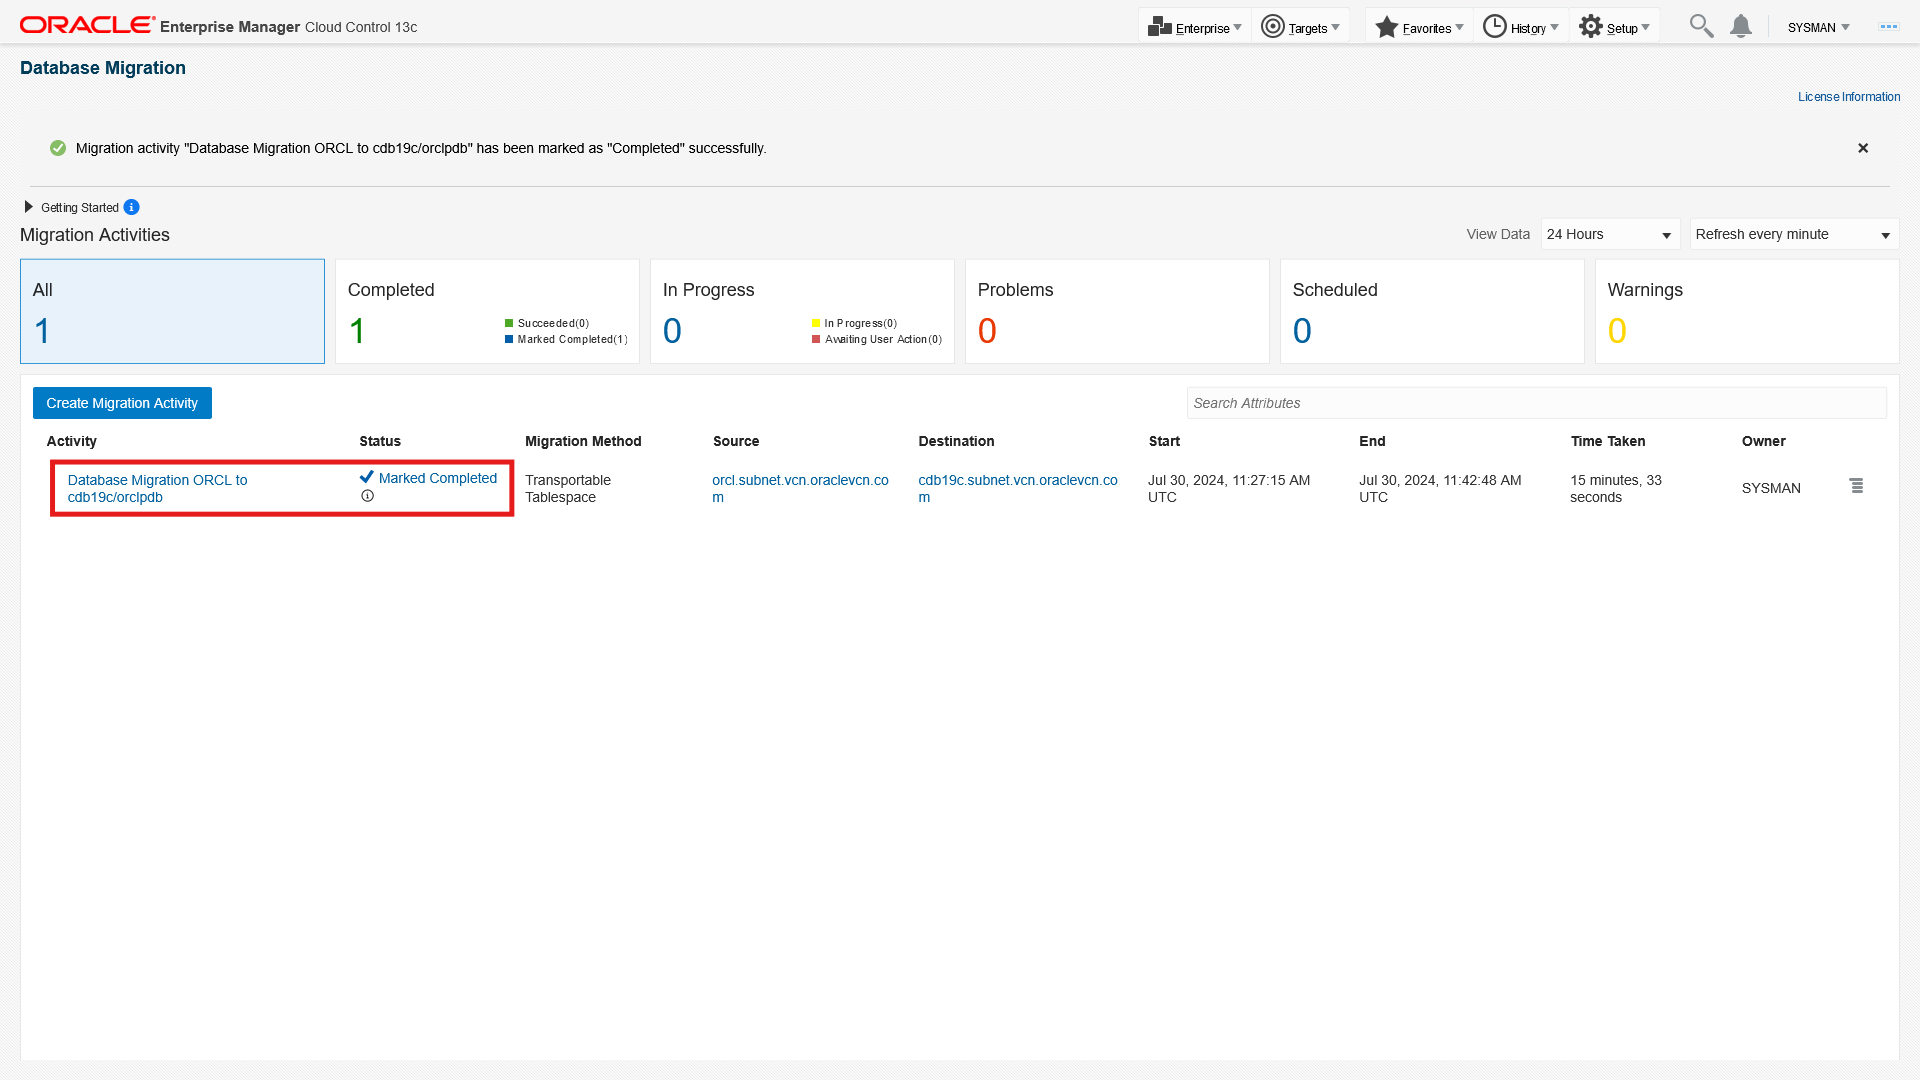 ORACLE Enterprise Manager Cloud Control 13c
Enterprise
Targets
Favorites
History
Setup
SYSMAN
Database Migration
License Information
Migration activity "Database Migration ORCL to cdb19c/orclpdb" has been marked as "Completed" successfully.
Getting Started
Migration Activities
View Data
24 Hours
Refresh every minute
All
1
Completed
1
Succeeded(0)
Marked Completed(1)
In Progress
0
In Progress(0)
Awaiting User Action(0)
Problems
0
Scheduled
0
Warnings
0
Create Migration Activity
Search Attributes
Activity Status Migration Method Source Destination Start End Time Taken Owner
Database Migration ORCL to
cdb19c/orclpdb
Marked Completed
Transportable
Tablespace
orcl.subnet.vcn.oraclevcn.co
m
cdb19c.subnet.vcn.oraclevcn.co
m
Jul 30, 2024, 11:27:15 AM
UTC
Jul 30, 2024, 11:42:48 AM
UTC
15 minutes, 33
seconds
SYSMAN